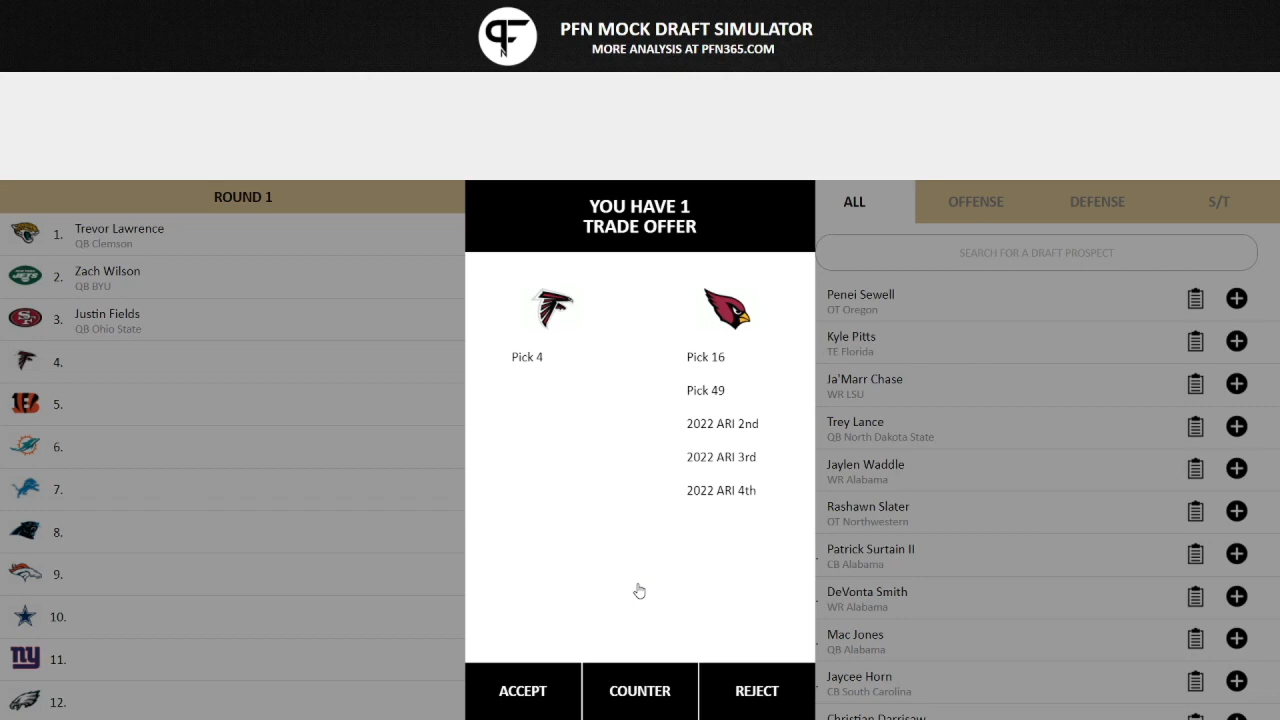 PFN MOCK DRAFT SIMULATOR
MORE ANALYSIS AT PFN365.COM
ROUND 1
1. Trevor Lawrence
QB Clemson
2. Zach Wilson
QB BYU
3. Justin Fields
QB Ohio State
4.
5.
6.
7.
8.
9.
10.
11.
12.
YOU HAVE 1
TRADE OFFER
Pick 4
Pick 16
Pick 49
2022 ARI 2nd
2022 ARI 3rd
2022 ARI 4th
ACCEPT COUNTER REJECT
ALL OFFENSE DEFENSE S/T
SEARCH FOR A DRAFT PROSPECT
Penei Sewell
OT Oregon
Kyle Pitts
TE Florida
Ja'Marr Chase
WR LSU
Trey Lance
QB North Dakota State
Jaylen Waddle
WR Alabama
Rashawn Slater
OT Northwestern
Patrick Surtain II
CB Alabama
DeVonta Smith
WR Alabama
Mac Jones
QB Alabama
Jaycee Horn
CB South Carolina
Christian Darrisaw